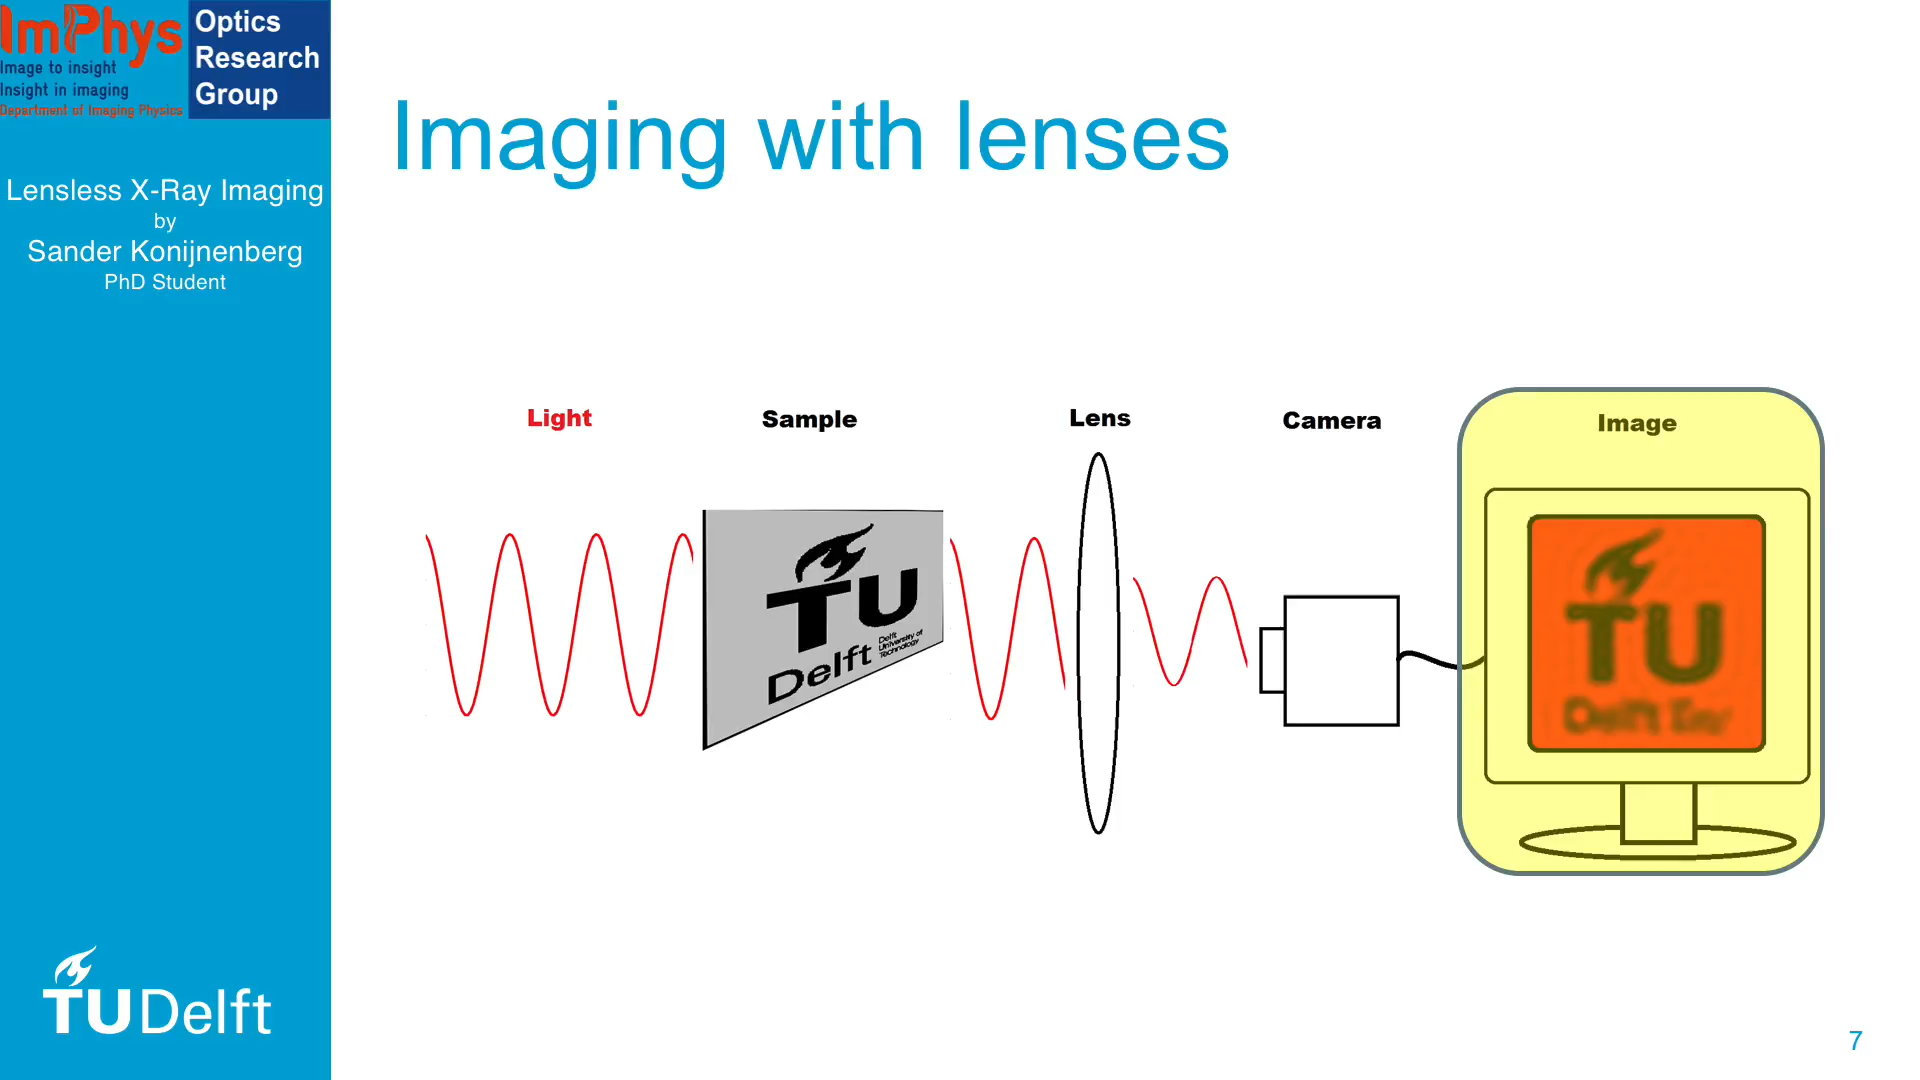 ImPhys
Image to insight
Insight in imaging
Department of Imaging Physics
Optics
Research
Group
Lensless X-Ray Imaging
by
Sander Konijnenberg
PhD Student
TUDelft
Imaging with lenses
Light
Sample
Lens
Camera
Image
TU
Delft
Delft
University of
Technology
TU
Delft
7